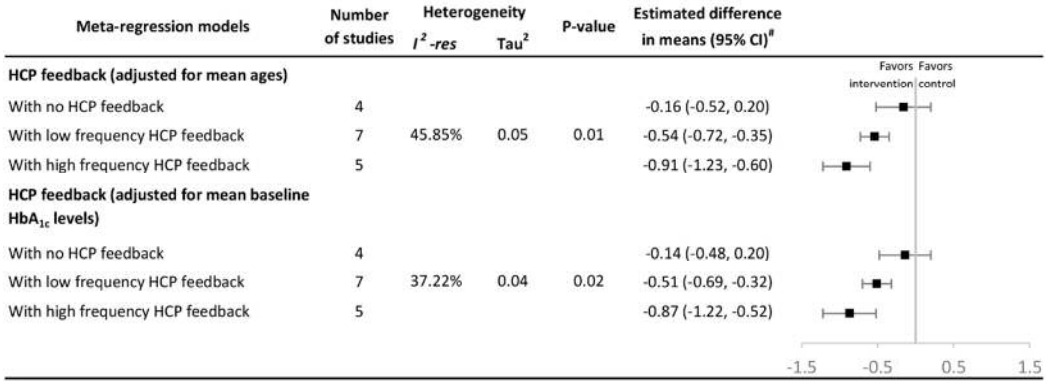 Meta-regression models Number of studies Heterogeneity I²-res Tau² P-value Estimated difference in means (95% CI)#
Favors Favors
HCP feedback (adjusted for mean ages) intervention control
With no HCP feedback 4 -0.16 (-0.52, 0.20)
With low frequency HCP feedback 7 45.85% 0.05 0.01 -0.54 (-0.72, -0.35)
With high frequency HCP feedback 5 -0.91 (-1.23, -0.60)
HCP feedback (adjusted for mean baseline
HbA1c levels)
With no HCP feedback 4 -0.14 (-0.48, 0.20)
With low frequency HCP feedback 7 37.22% 0.04 0.02 -0.51 (-0.69, -0.32)
With high frequency HCP feedback 5 -0.87 (-1.22, -0.52)
-1.5 -0.5 0.5 1.5